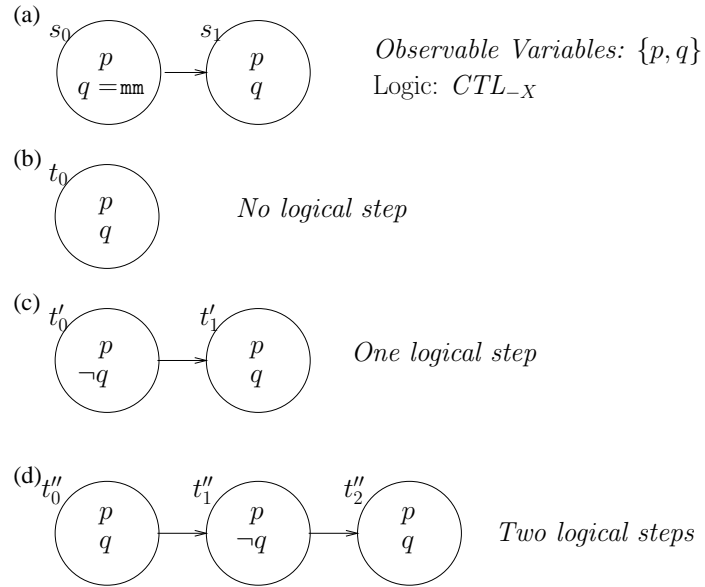 (a)
s₀ s₁
p p Observable Variables: {p, q}
q = mm q Logic: CTL₋X
(b)
t₀
p No logical step
q
(c)
t′₀ t′₁
p p One logical step
¬q q
(d)
t″₀ t″₁ t″₂
p p p
q ¬q q Two logical steps